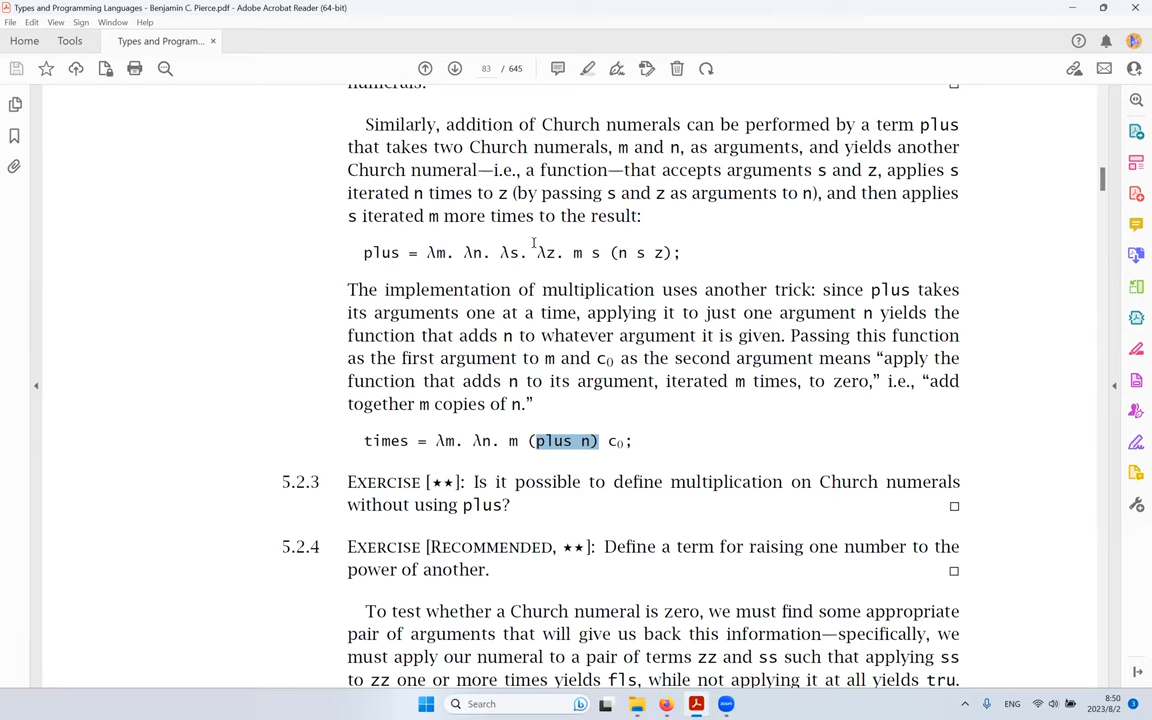 Types and Programming Languages - Benjamin C. Pierce.pdf - Adobe Acrobat Reader (64-bit)
File Edit View Sign Window Help
Home Tools Types and Program... ×
83 / 645
numerals.
Similarly, addition of Church numerals can be performed by a term plus
that takes two Church numerals, m and n, as arguments, and yields another
Church numeral—i.e., a function—that accepts arguments s and z, applies s
iterated n times to z (by passing s and z as arguments to n), and then applies
s iterated m more times to the result:
plus = λm. λn. λs. λz. m s (n s z);
The implementation of multiplication uses another trick: since plus takes
its arguments one at a time, applying it to just one argument n yields the
function that adds n to whatever argument it is given. Passing this function
as the first argument to m and c₀ as the second argument means “apply the
function that adds n to its argument, iterated m times, to zero,” i.e., “add
together m copies of n.”
times = λm. λn. m (plus n) c₀;
5.2.3 Exercise [★★]: Is it possible to define multiplication on Church numerals
without using plus? □
5.2.4 Exercise [Recommended, ★★]: Define a term for raising one number to the
power of another. □
To test whether a Church numeral is zero, we must find some appropriate
pair of arguments that will give us back this information—specifically, we
must apply our numeral to a pair of terms zz and ss such that applying ss
to zz one or more times yields fls, while not applying it at all yields tru.
Search
ENG
8:50
2023/8/2
3